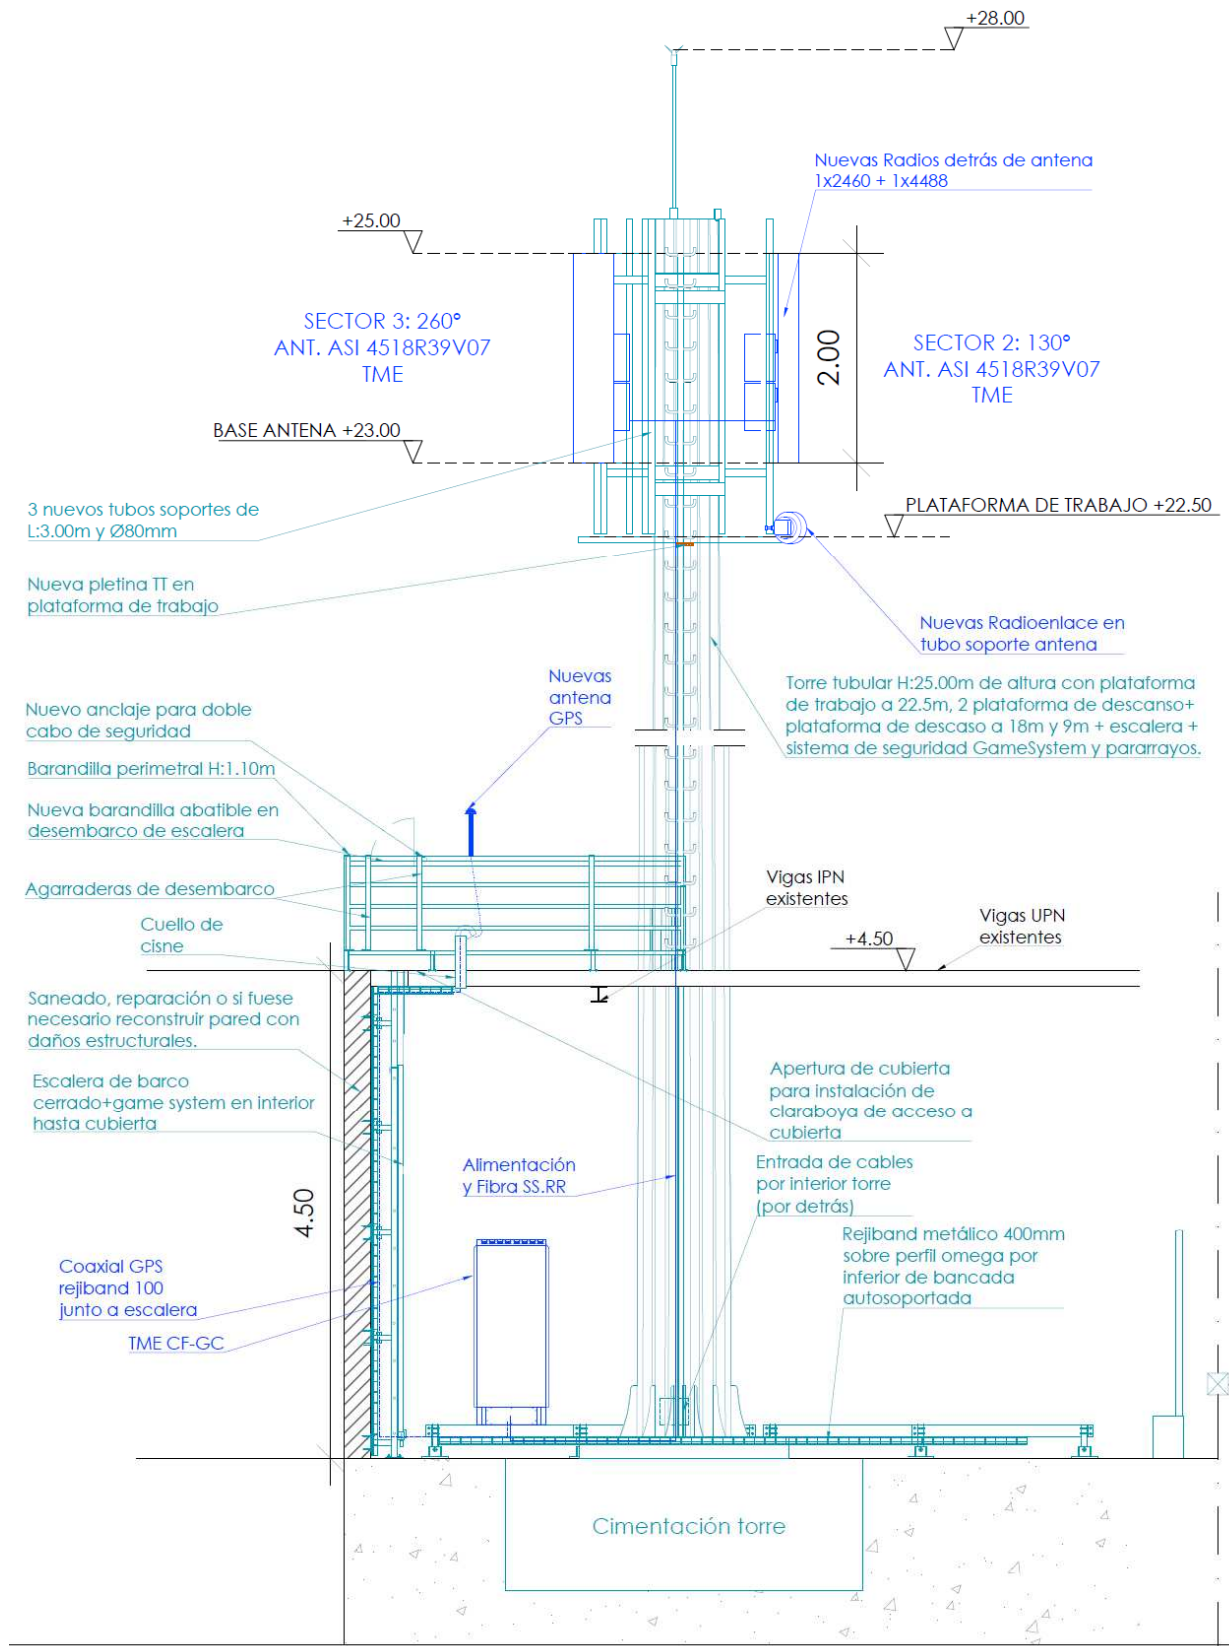 +28.00
Nuevas Radios detrás de antena
1x2460 + 1x4488
+25.00
SECTOR 3: 260°
ANT. ASI 4518R39V07
TME
2.00
SECTOR 2: 130°
ANT. ASI 4518R39V07
TME
BASE ANTENA +23.00
3 nuevos tubos soportes de
L:3.00m y Ø80mm
PLATAFORMA DE TRABAJO +22.50
Nueva pletina TT en
plataforma de trabajo
Nuevas Radioenlace en
tubo soporte antena
Nuevas
antena
GPS
Torre tubular H:25.00m de altura con plataforma
de trabajo a 22.5m, 2 plataforma de descanso+
plataforma de descaso a 18m y 9m + escalera +
sistema de seguridad GameSystem y pararrayos.
Nuevo anclaje para doble
cabo de seguridad
Barandilla perimetral H:1.10m
Nueva barandilla abatible en
desembarco de escalera
Agarraderas de desembarco
Vigas IPN
existentes
Vigas UPN
existentes
Cuello de
cisne
+4.50
Saneado, reparación o si fuese
necesario reconstruir pared con
daños estructurales.
Escalera de barco
cerrado+game system en interior
hasta cubierta
Apertura de cubierta
para instalación de
claraboya de acceso a
cubierta
Alimentación
y Fibra SS.RR
Entrada de cables
por interior torre
(por detrás)
4.50
Rejiband metálico 400mm
sobre perfil omega por
inferior de bancada
autosoportada
Coaxial GPS
rejiband 100
junto a escalera
TME CF-GC
Cimentación torre